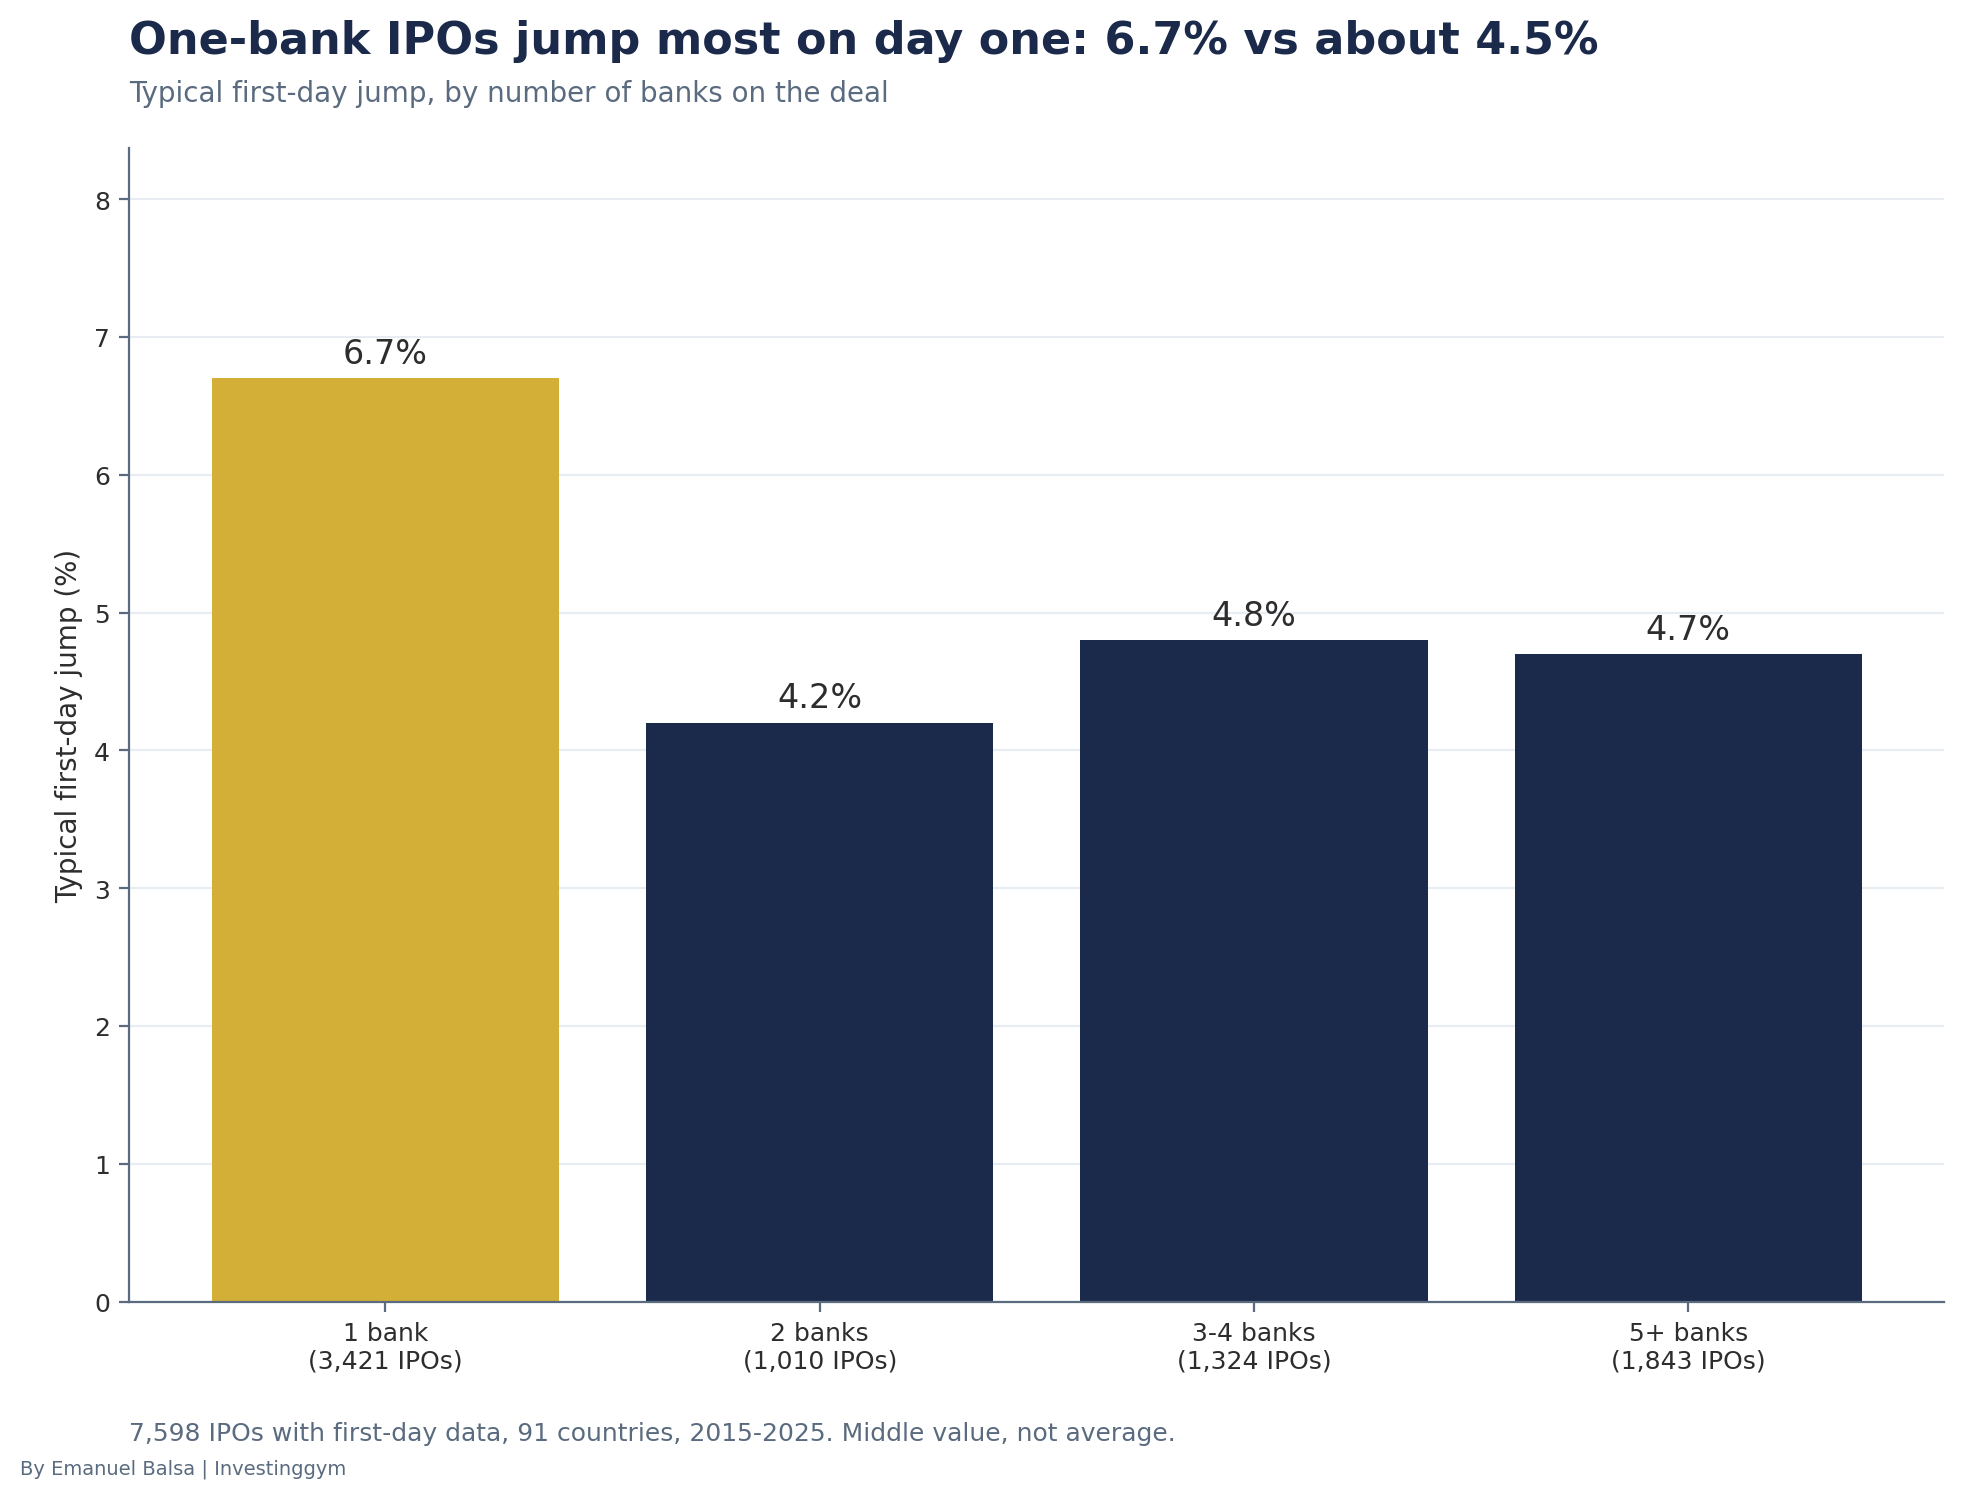 One-bank IPOs jump most on day one: 6.7% vs about 4.5%
Typical first-day jump, by number of banks on the deal
Typical first-day jump (%)
8
7
6
5
4
3
2
1
0
6.7%
4.2%
4.8%
4.7%
1 bank
(3,421 IPOs)
2 banks
(1,010 IPOs)
3-4 banks
(1,324 IPOs)
5+ banks
(1,843 IPOs)
7,598 IPOs with first-day data, 91 countries, 2015-2025. Middle value, not average.
By Emanuel Balsa | Investinggym